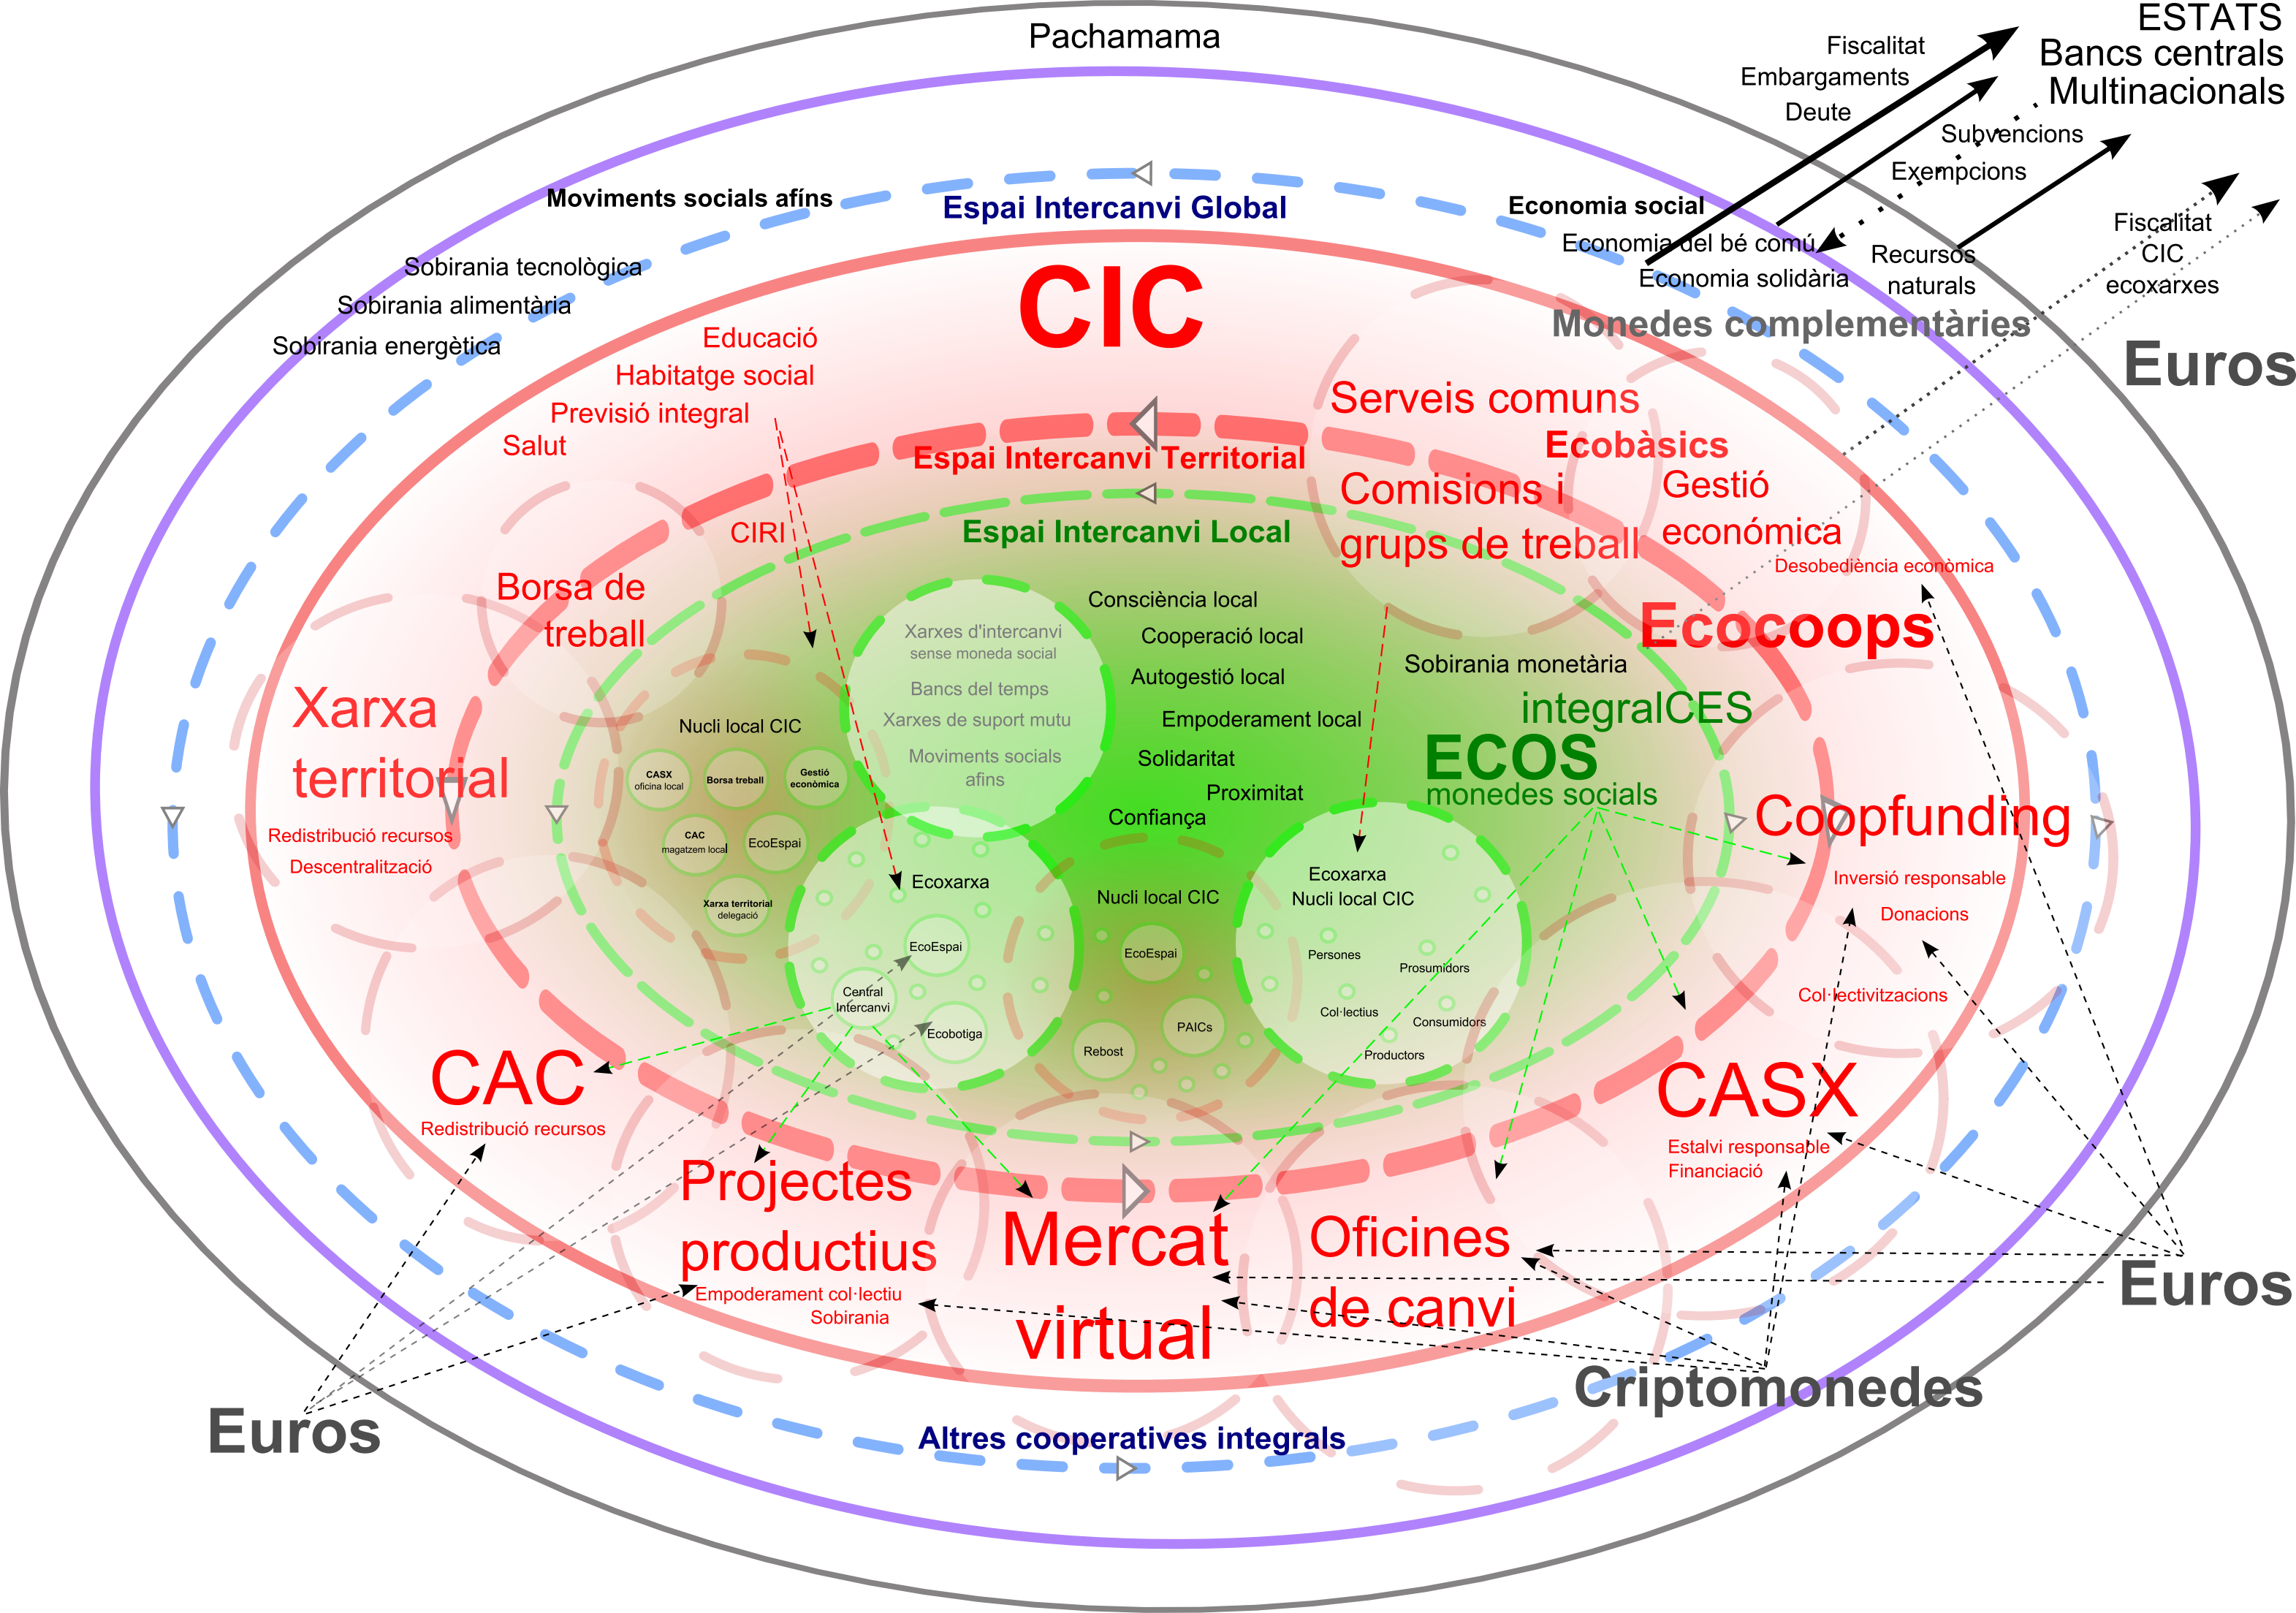 Pachamama
ESTATS
Bancs centrals
Multinacionals
Fiscalitat
Embargaments
Deute
Subvencions
Exempcions
Moviments socials afíns
Sobirania tecnològica
Sobirania alimentària
Sobirania energètica
Espai Intercanvi Global
Economia social
Economia del bé comú
Economia solidària
Recursos
naturals
Fiscalitat
CIC
ecoxarxes
Monedes complementàries
Euros
CIC
Educació
Habitatge social
Previsió integral
Salut
Serveis comuns
Ecobàsics
Comisions i
grups de treball
Gestió
económica
Desobediència econòmica
Espai Intercanvi Territorial
CIRI
Espai Intercanvi Local
Borsa de
treball
Ecocoops
Xarxes d'intercanvi
sense moneda social
Bancs del temps
Xarxes de suport mutu
Moviments socials
afins
Consciència local
Cooperació local
Autogestió local
Empoderament local
Solidaritat
Proximitat
Confiança
Sobirania monetària
integralCES
ECOS
monedes socials
Xarxa
territorial
Redistribució recursos
Descentralització
Nucli local CIC
CASX
oficina local
Borsa treball
Gestió
econòmica
CAC
magatzem local
EcoEspai
Xarxa territorial
delegació
Coopfunding
Inversió responsable
Donacions
Col·lectivitzacions
Ecoxarxa
EcoEspai
Central
Intercanvi
Ecobotiga
Nucli local CIC
EcoEspai
PAICs
Rebost
Ecoxarxa
Nucli local CIC
Persones
Prosumidors
Col·lectius
Consumidors
Productors
CAC
Redistribució recursos
CASX
Estalvi responsable
Financiació
Projectes
productius
Empoderament col·lectiu
Sobirania
Mercat
virtual
Oficines
de canvi
Euros
Criptomonedes
Euros
Altres cooperatives integrals